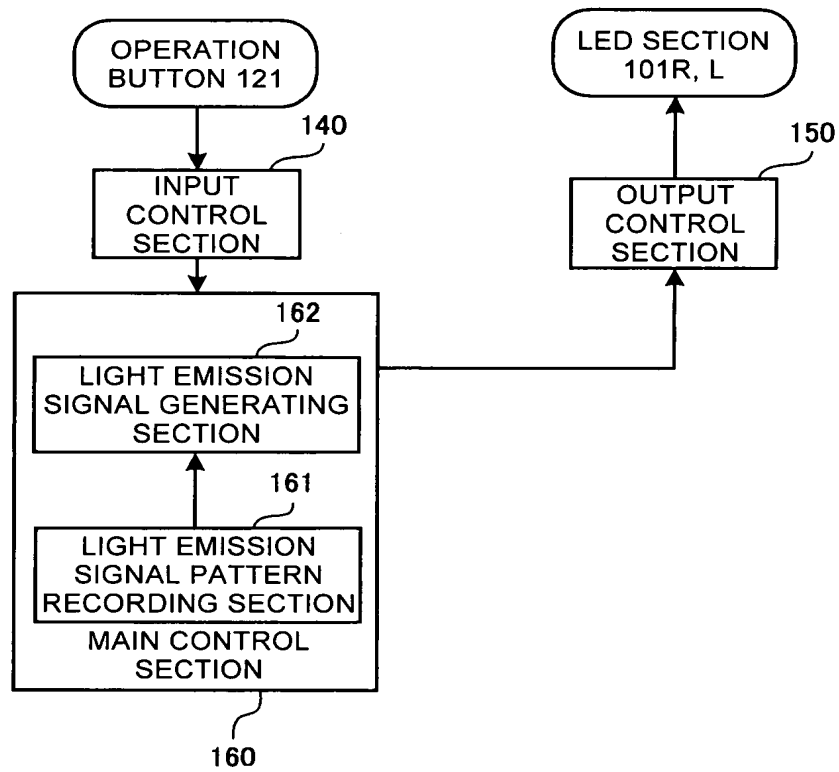 OPERATION
BUTTON 121
LED SECTION
101R, L
140
INPUT
CONTROL
SECTION
150
OUTPUT
CONTROL
SECTION
162
LIGHT EMISSION
SIGNAL GENERATING
SECTION
161
LIGHT EMISSION
SIGNAL PATTERN
RECORDING SECTION
MAIN CONTROL
SECTION
160